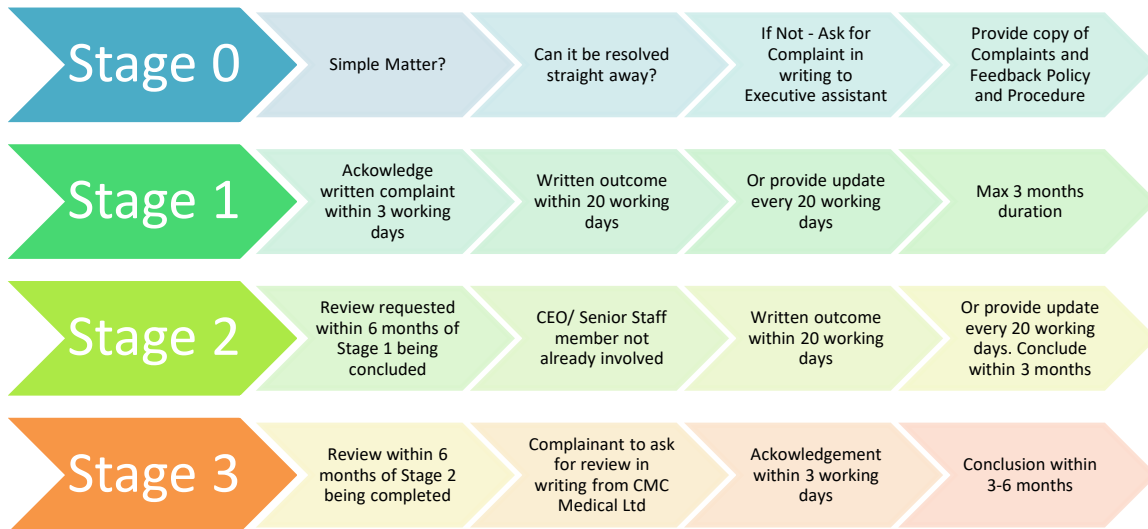 Stage 0
Simple Matter?
Can it be resolved
straight away?
If Not - Ask for
Complaint in
writing to
Executive assistant
Provide copy of
Complaints and
Feedback Policy
and Procedure
Stage 1
Ackowledge
written complaint
within 3 working
days
Written outcome
within 20 working
days
Or provide update
every 20 working
days
Max 3 months
duration
Stage 2
Review requested
within 6 months of
Stage 1 being
concluded
CEO/ Senior Staff
member not
already involved
Written outcome
within 20 working
days
Or provide update
every 20 working
days. Conclude
within 3 months
Stage 3
Review within 6
months of Stage 2
being completed
Complainant to ask
for review in
writing from CMC
Medical Ltd
Ackowledgement
within 3 working
days
Conclusion within
3-6 months